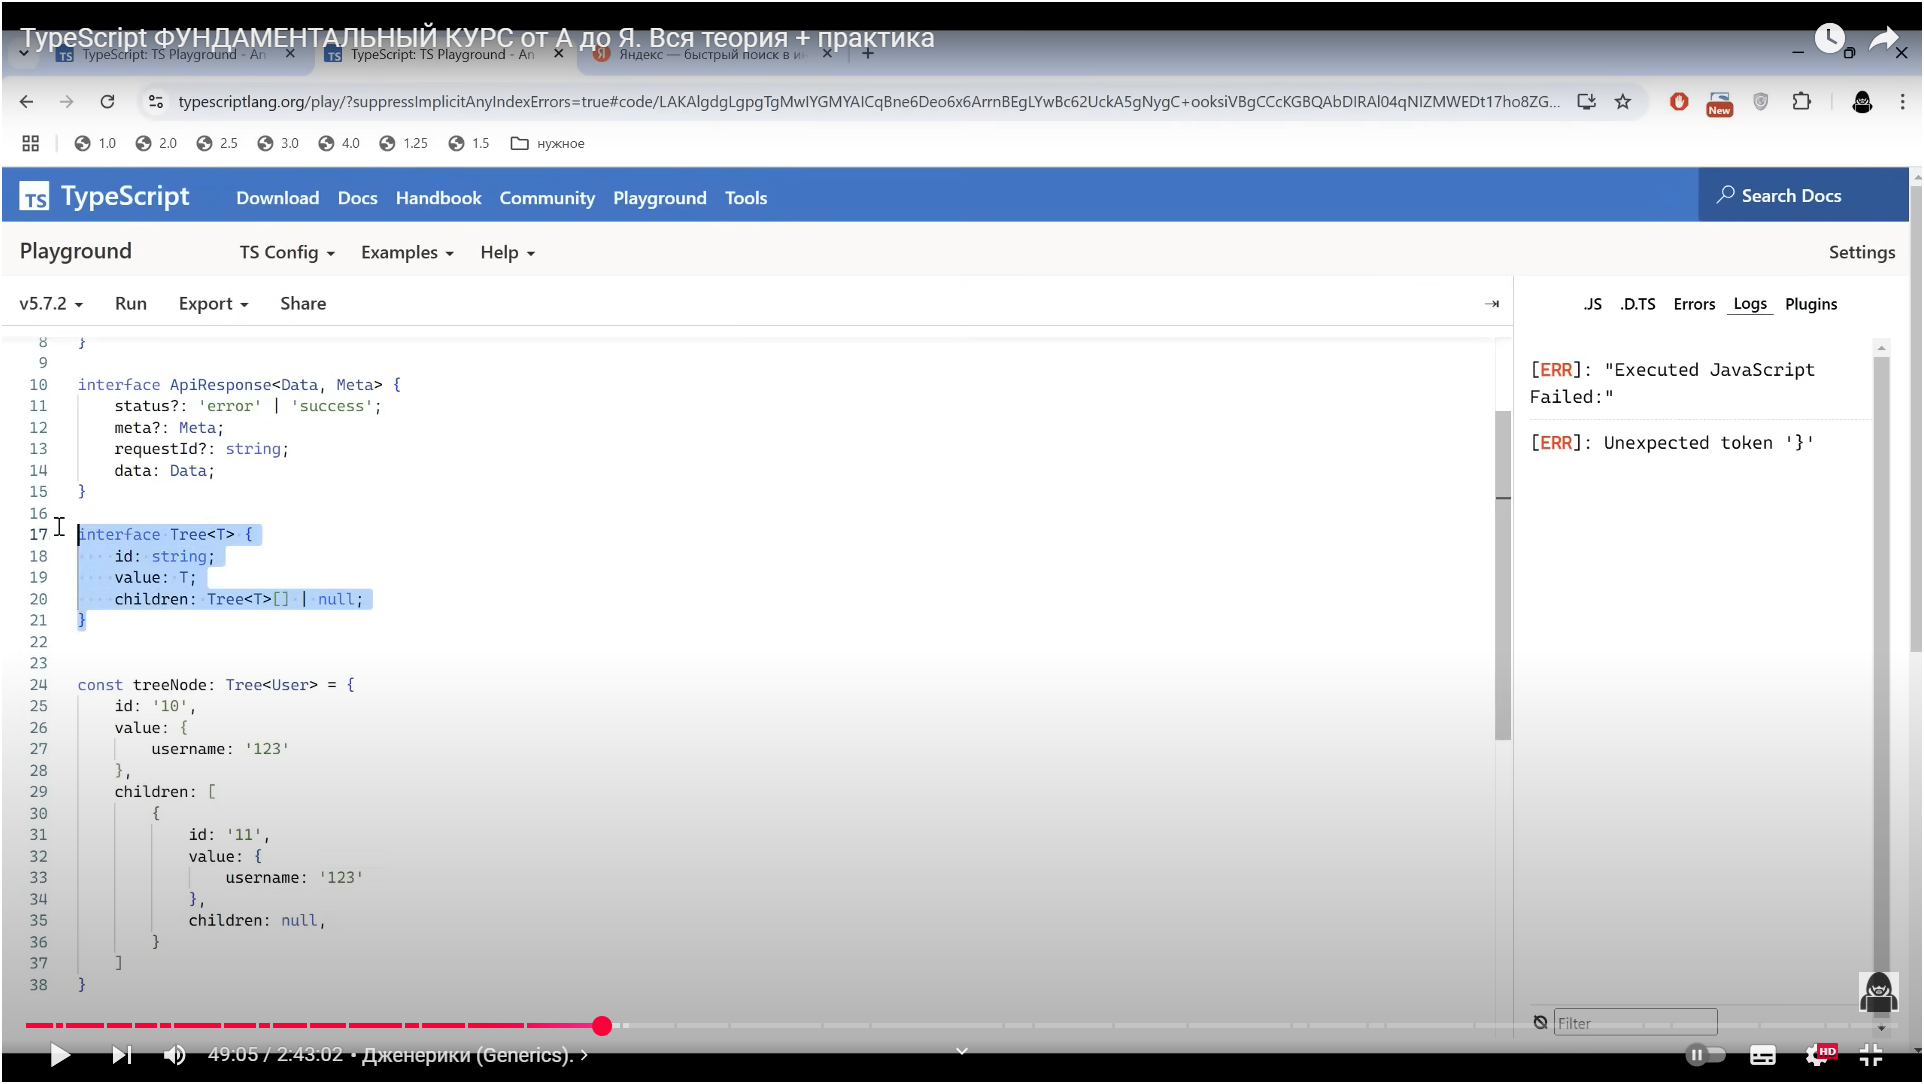 TypeScript ФУНДАМЕНТАЛЬНЫЙ КУРС от А до Я. Вся теория + практика
TypeScript: TS Playground - An
TypeScript: TS Playground - An
Яндекс — быстрый поиск в ин
typescriptlang.org/play/?suppressImplicitAnyIndexErrors=true#code/
New
1.0
2.0
2.5
3.0
4.0
1.25
1.5
нужное
TS TypeScript
Download
Docs
Handbook
Community
Playground
Tools
Search Docs
Playground
TS Config
Examples
Help
Settings
v5.7.2
Run
Export
Share
.JS
.D.TS
Errors
Logs
Plugins
8 }
9
10 interface ApiResponse<Data, Meta> {
11 status?: 'error' | 'success';
12 meta?: Meta;
13 requestId?: string;
14 data: Data;
15 }
16
17 interface Tree<T> {
18 id: string;
19 value: T;
20 children: Tree<T>[] | null;
21 }
22
23
24 const treeNode: Tree<User> = {
25 id: '10',
26 value: {
27 username: '123'
28 },
29 children: [
30 {
31 id: '11',
32 value: {
33 username: '123'
34 },
35 children: null,
36 }
37 ]
38 }
[ERR]: "Executed JavaScript
Failed:"
[ERR]: Unexpected token '}'
Filter
49:05 / 2:43:02 • Дженерики (Generics). >
HD